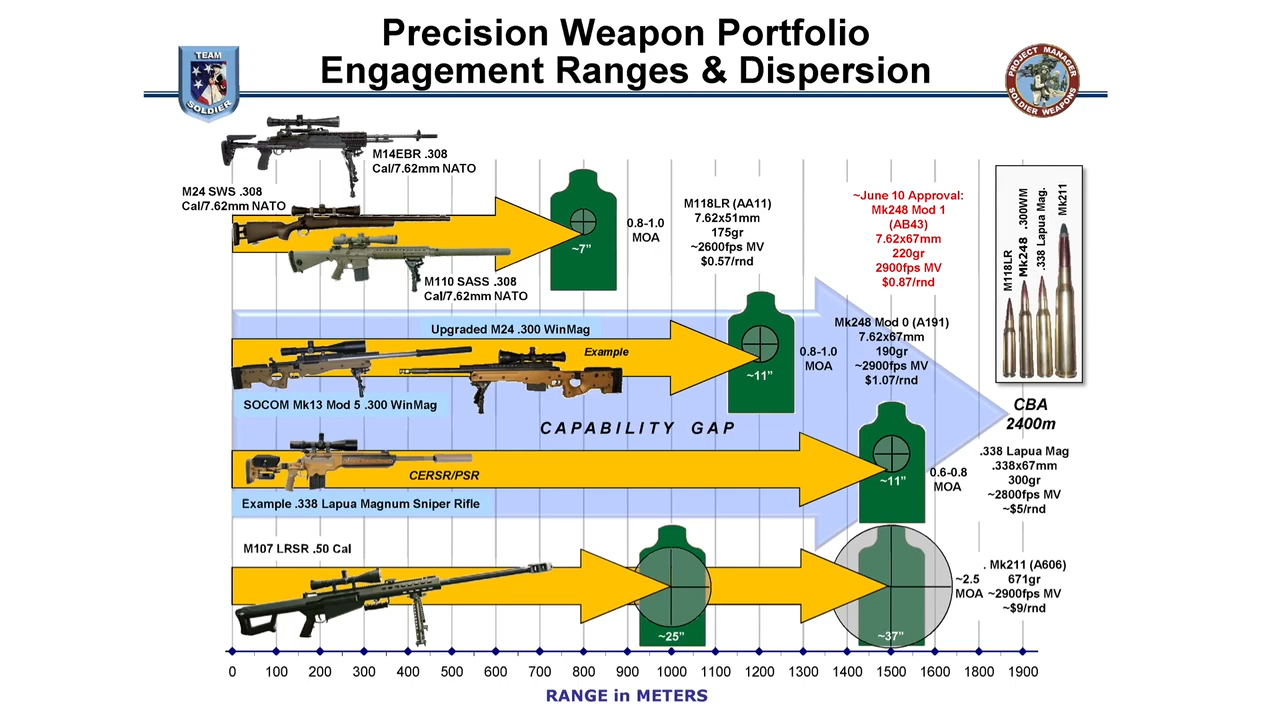 Precision Weapon Portfolio
Engagement Ranges & Dispersion
TEAM
SOLDIER
PROJECT MANAGER
SOLDIER WEAPONS
M14EBR .308
Cal/7.62mm NATO
M24 SWS .308
Cal/7.62mm NATO
M110 SASS .308
Cal/7.62mm NATO
~7”
0.8-1.0
MOA
M118LR (AA11)
7.62x51mm
175gr
~2600fps MV
$0.57/rnd
~June 10 Approval:
Mk248 Mod 1
(AB43)
7.62x67mm
220gr
2900fps MV
$0.87/rnd
M118LR
Mk248 .300WM
.338 Lapua Mag.
Mk211
Upgraded M24 .300 WinMag
Example
SOCOM Mk13 Mod 5 .300 WinMag
~11”
0.8-1.0
MOA
Mk248 Mod 0 (A191)
7.62x67mm
190gr
~2900fps MV
$1.07/rnd
CAPABILITY GAP
CBA
2400m
CERSR/PSR
Example .338 Lapua Magnum Sniper Rifle
~11”
0.6-0.8
MOA
.338 Lapua Mag
.338x67mm
300gr
~2800fps MV
~$5/rnd
M107 LRSR .50 Cal
~25”
~37”
~2.5
MOA
. Mk211 (A606)
671gr
~2900fps MV
~$9/rnd
0 100 200 300 400 500 600 700 800 900 1000 1100 1200 1300 1400 1500 1600 1700 1800 1900
RANGE in METERS